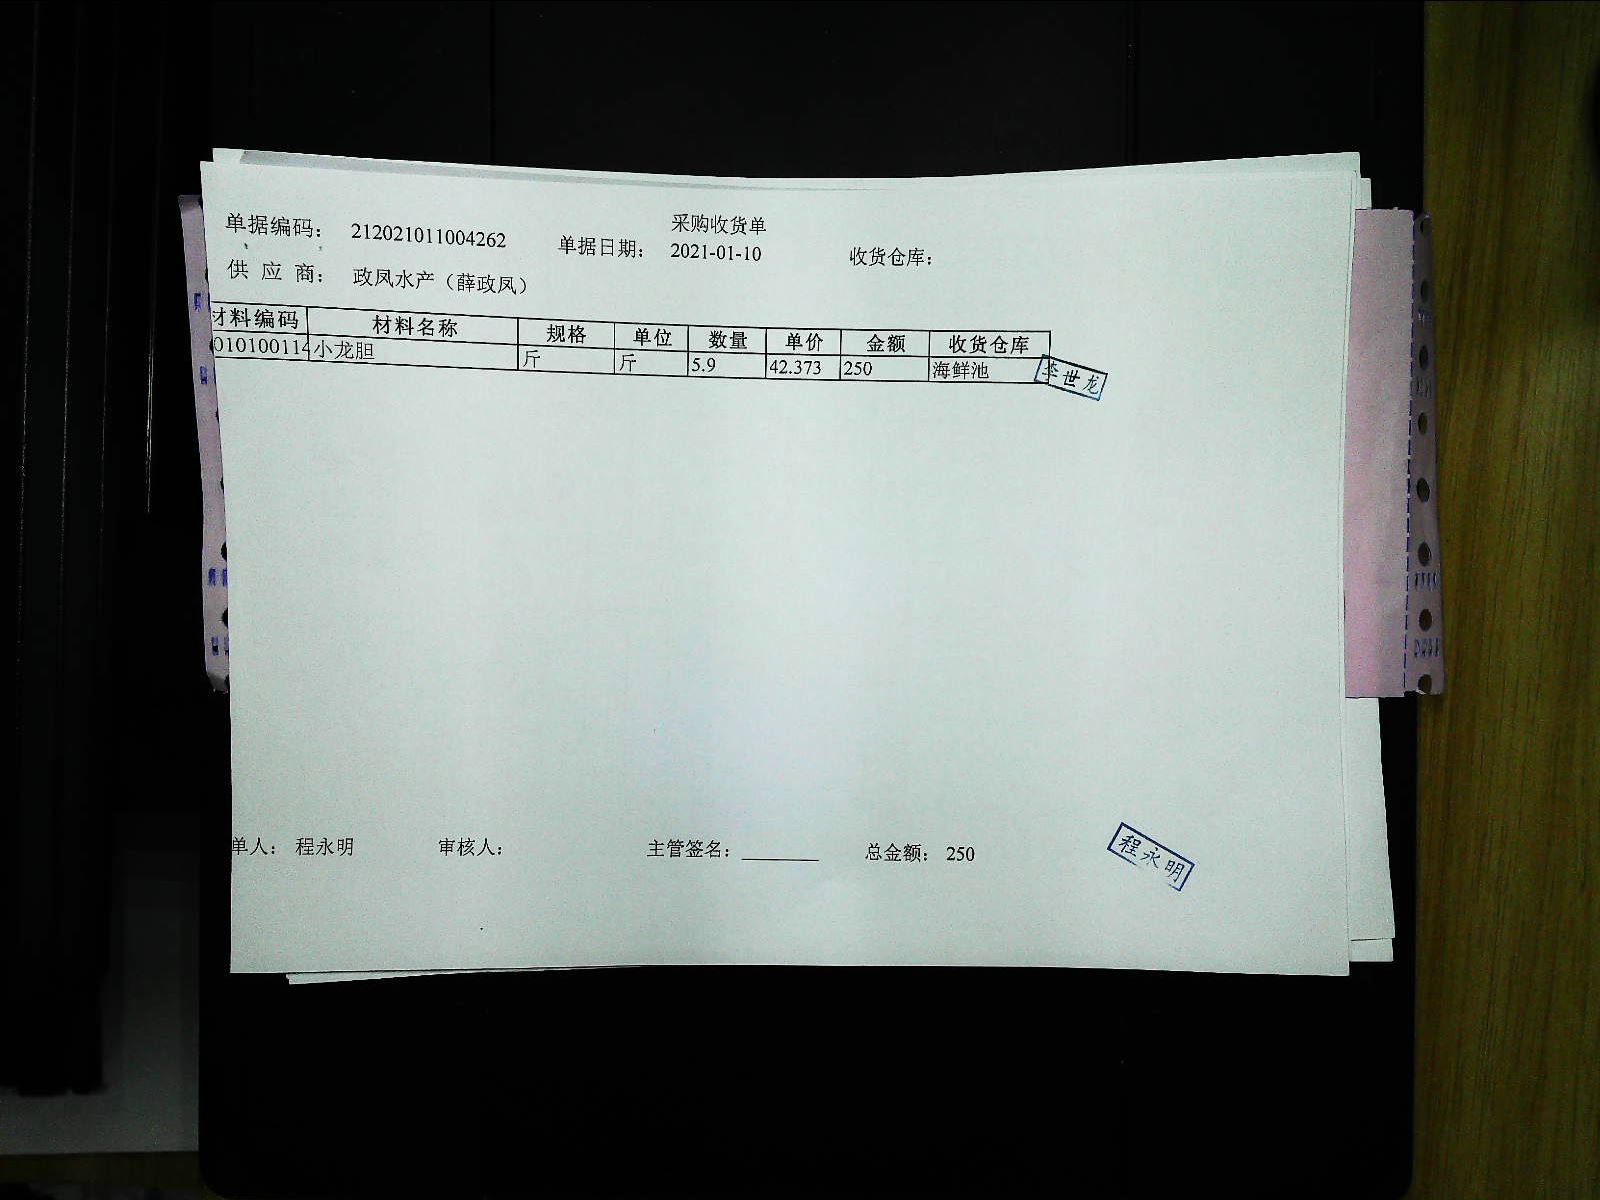 采购收货单
单据编码： 212021011004262 单据日期： 2021-01-10 收货仓库：
供 应 商： 政凤水产（薛政凤）
材料编码 材料名称 规格 单位 数量 单价 金额 收货仓库
010100114 小龙胆 斤 斤 5.9 42.373 250 海鲜池
李世龙
单人： 程永明 审核人： 主管签名：________ 总金额： 250
程永明